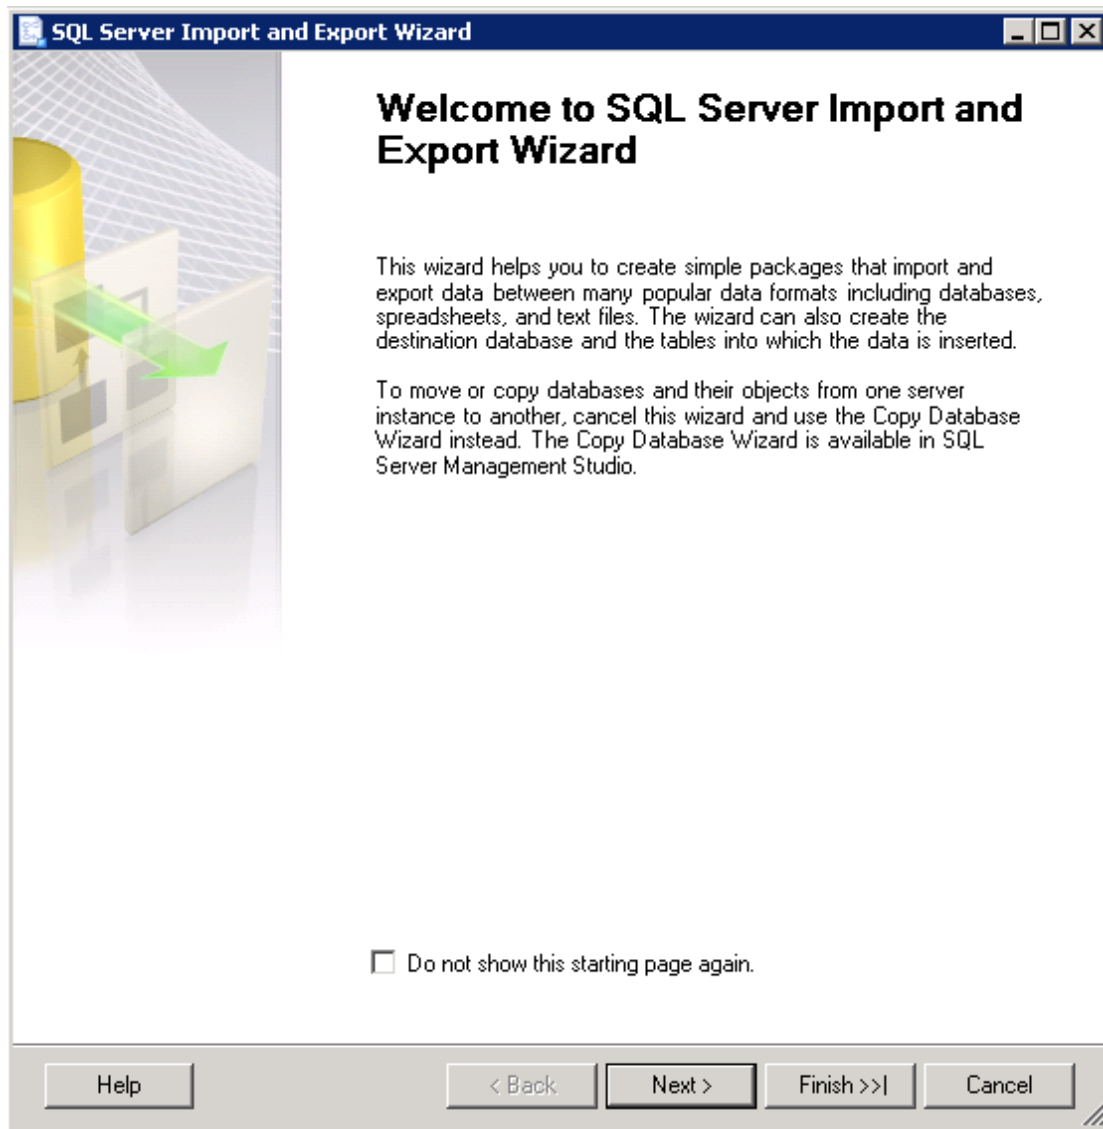 SQL Server Import and Export Wizard
Welcome to SQL Server Import and
Export Wizard
This wizard helps you to create simple packages that import and
export data between many popular data formats including databases,
spreadsheets, and text files. The wizard can also create the
destination database and the tables into which the data is inserted.
To move or copy databases and their objects from one server
instance to another, cancel this wizard and use the Copy Database
Wizard instead. The Copy Database Wizard is available in SQL
Server Management Studio.
Do not show this starting page again.
Help
< Back
Next >
Finish >>|
Cancel